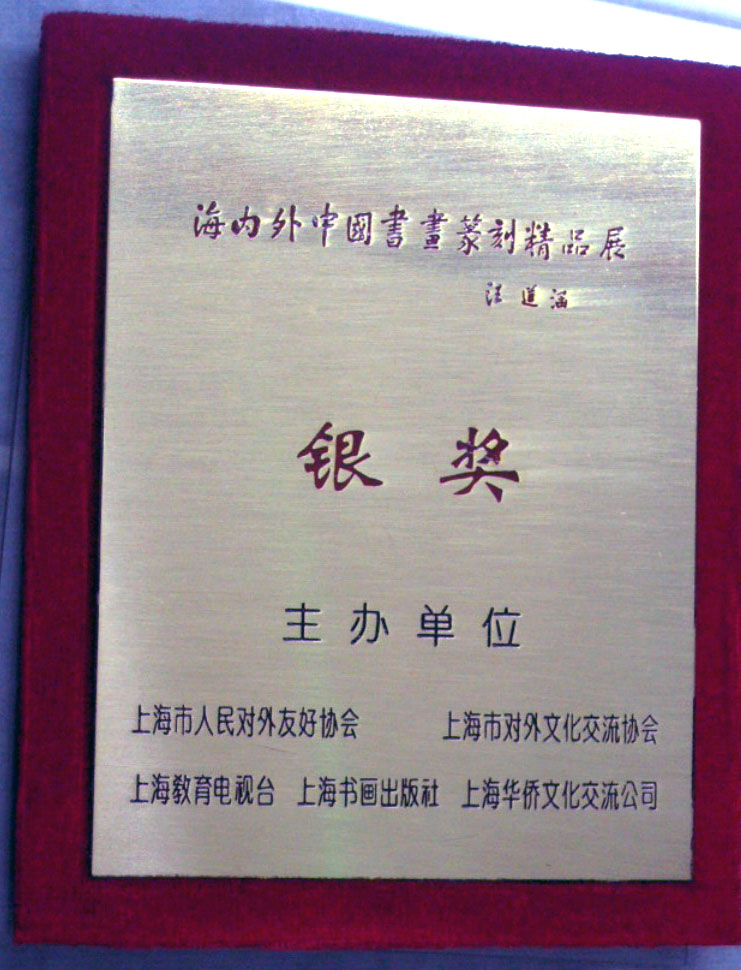 海内外中國書畫篆刻精品展
汪道涵
银奖
主办单位
上海市人民对外友好协会 上海市对外文化交流协会
上海教育电视台 上海书画出版社 上海华侨文化交流公司